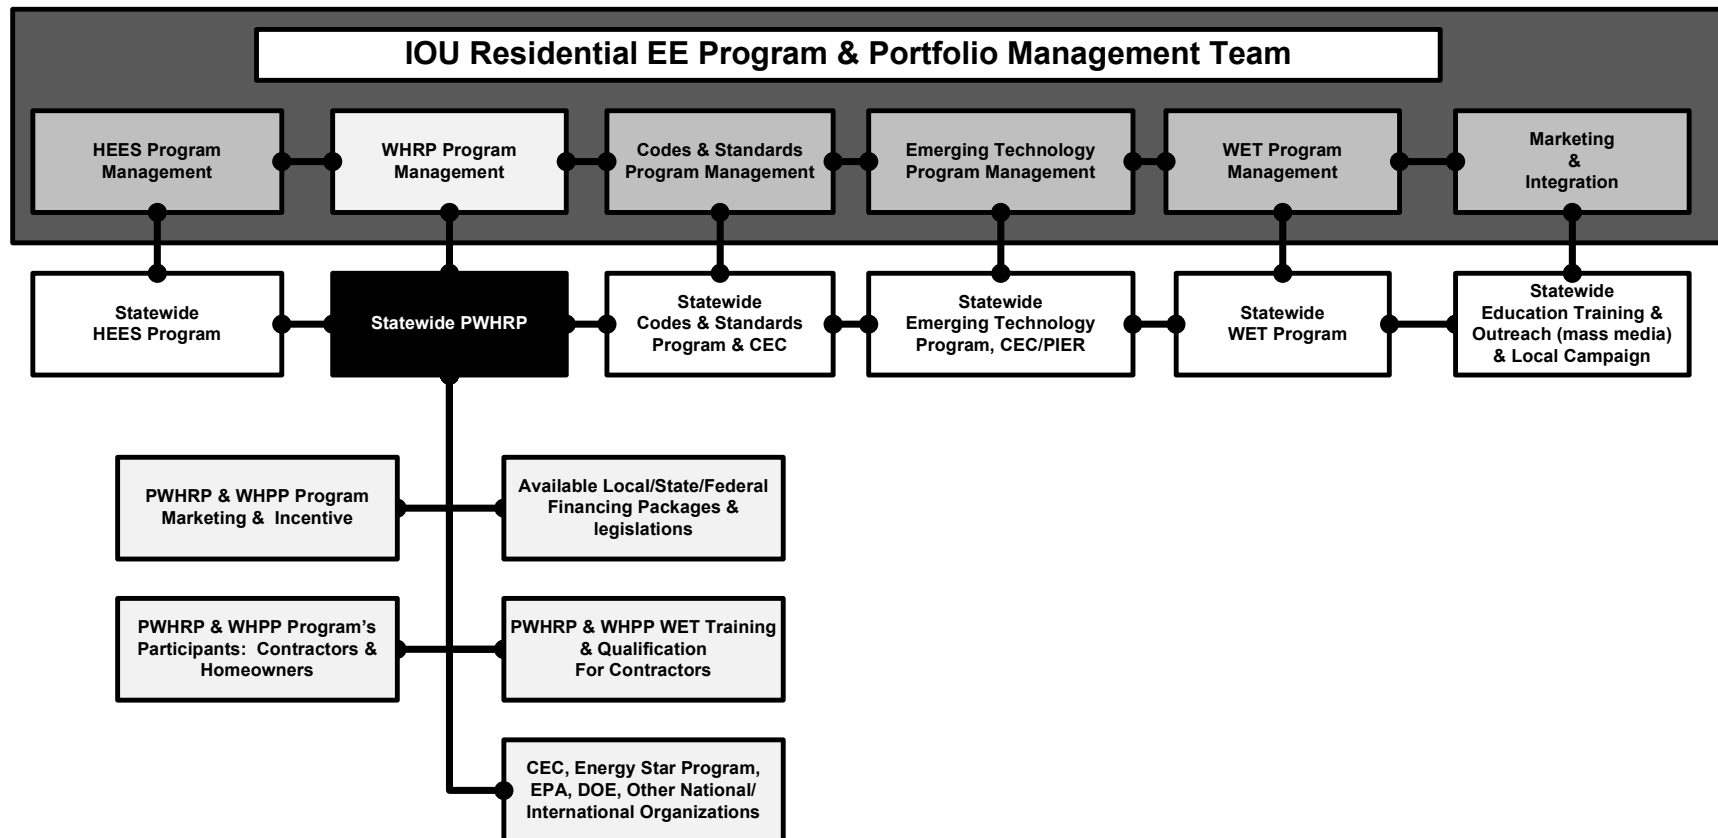 IOU Residential EE Program & Portfolio Management Team
HEES Program
Management
WHRP Program
Management
Codes & Standards
Program Management
Emerging Technology
Program Management
WET Program
Management
Marketing
&
Integration
Statewide
HEES Program
Statewide PWHRP
Statewide
Codes & Standards
Program & CEC
Statewide
Emerging Technology
Program, CEC/PIER
Statewide
WET Program
Statewide
Education Training &
Outreach (mass media)
& Local Campaign
PWHRP & WHPP Program
Marketing &  Incentive
Available Local/State/Federal
Financing Packages &
legislations
PWHRP & WHPP Program's
Participants:  Contractors &
Homeowners
PWHRP & WHPP WET Training
& Qualification
For Contractors
CEC, Energy Star Program,
EPA, DOE, Other National/
International Organizations